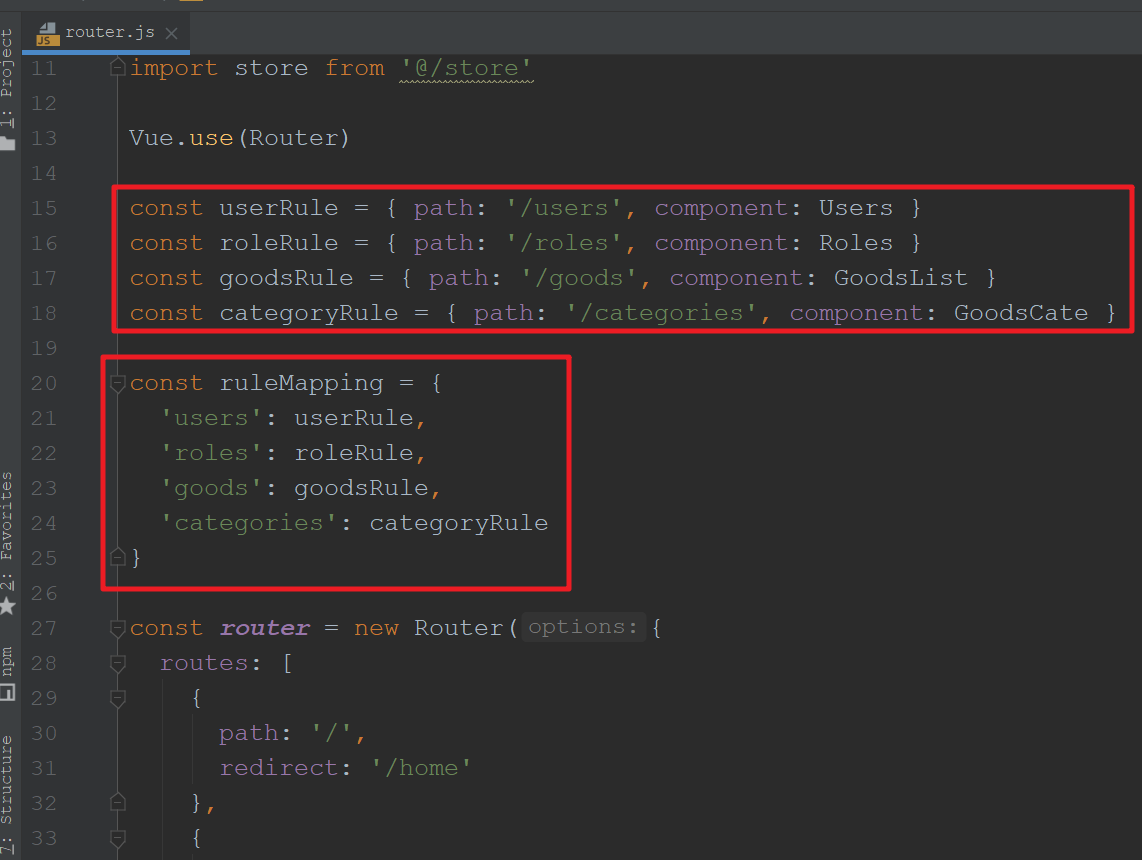 router.js
1: Project
2: Favorites
npm
7: Structure
11 import store from '@/store'
12
13 Vue.use(Router)
14
15 const userRule = { path: '/users', component: Users }
16 const roleRule = { path: '/roles', component: Roles }
17 const goodsRule = { path: '/goods', component: GoodsList }
18 const categoryRule = { path: '/categories', component: GoodsCate }
19
20 const ruleMapping = {
21 'users': userRule,
22 'roles': roleRule,
23 'goods': goodsRule,
24 'categories': categoryRule
25 }
26
27 const router = new Router( options: {
28 routes: [
29 {
30 path: '/',
31 redirect: '/home'
32 },
33 {